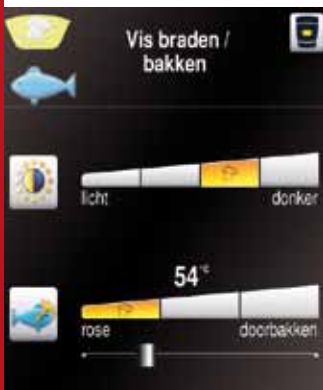 Vis braden /
bakken
licht donker
54°C
rose doorbakken